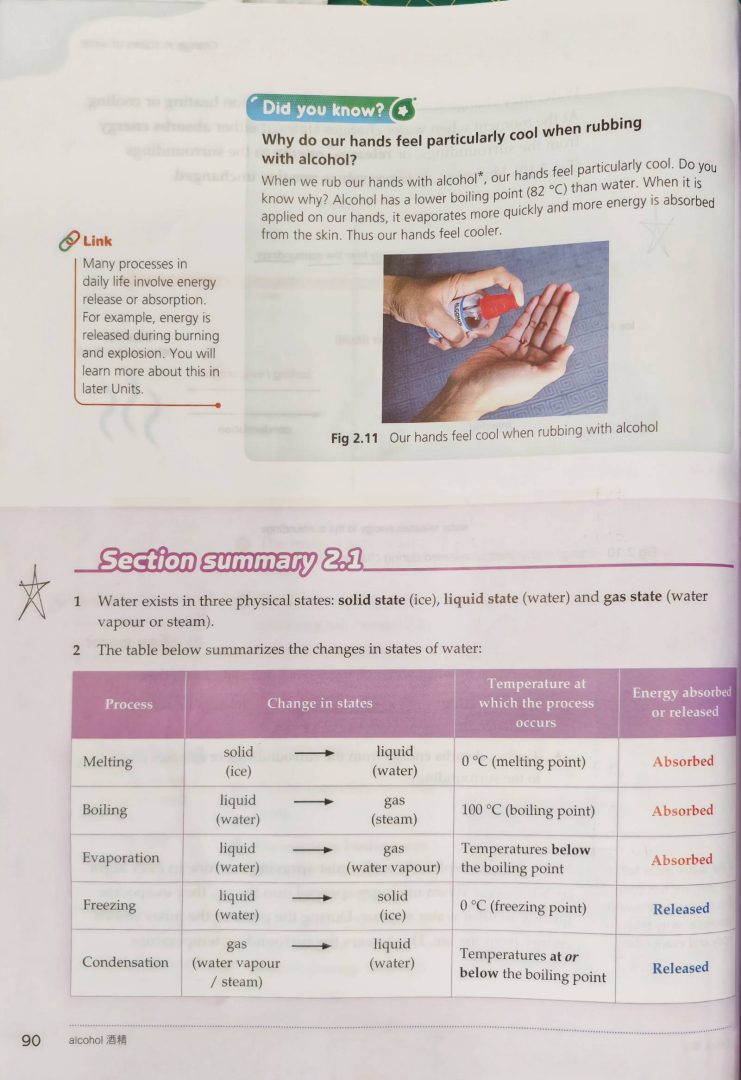 Did you know?
Why do our hands feel particularly cool when rubbing
with alcohol?
When we rub our hands with alcohol*, our hands feel particularly cool. Do you
know why? Alcohol has a lower boiling point (82 °C) than water. When it is
applied on our hands, it evaporates more quickly and more energy is absorbed
from the skin. Thus our hands feel cooler.
Link
Many processes in
daily life involve energy
release or absorption.
For example, energy is
released during burning
and explosion. You will
learn more about this in
later Units.
Fig 2.11 Our hands feel cool when rubbing with alcohol
Section summary 2.1
1 Water exists in three physical states: solid state (ice), liquid state (water) and gas state (water
vapour or steam).
2 The table below summarizes the changes in states of water:
Process Change in states Temperature at which the process occurs Energy absorbed or released
Melting solid (ice) → liquid (water) 0 °C (melting point) Absorbed
Boiling liquid (water) → gas (steam) 100 °C (boiling point) Absorbed
Evaporation liquid (water) → gas (water vapour) Temperatures below the boiling point Absorbed
Freezing liquid (water) → solid (ice) 0 °C (freezing point) Released
Condensation gas (water vapour / steam) → liquid (water) Temperatures at or below the boiling point Released
90 alcohol 酒精